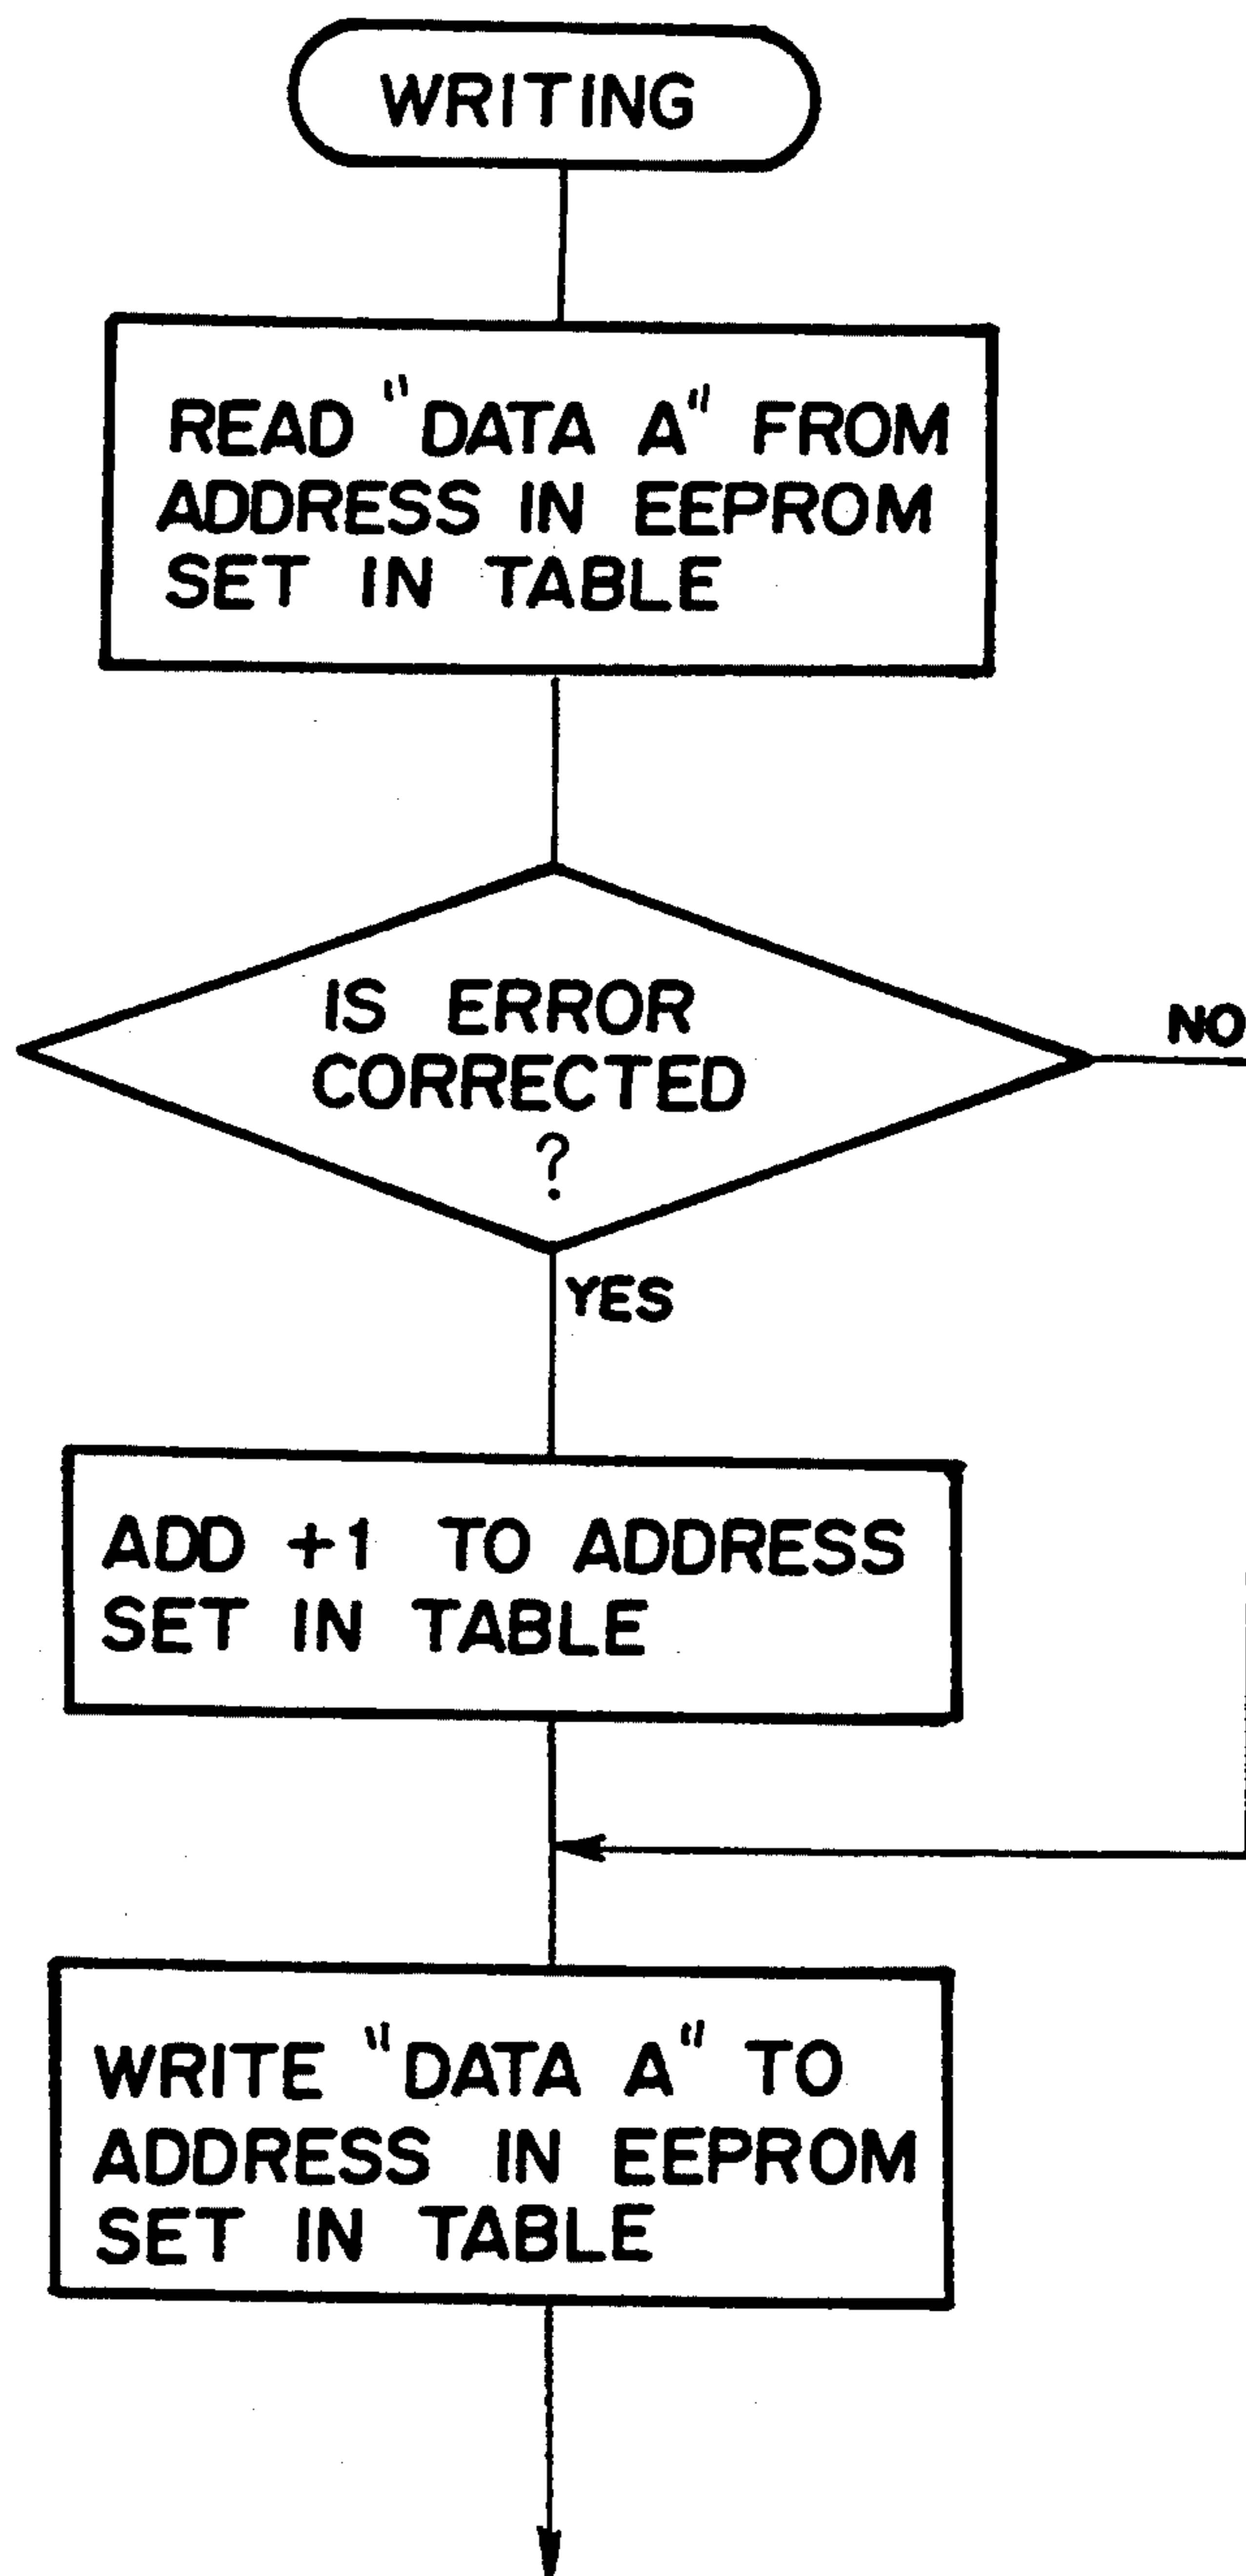 WRITING
READ "DATA A" FROM
ADDRESS IN EEPROM
SET IN TABLE
IS ERROR
CORRECTED
?
NO
YES
ADD +1 TO ADDRESS
SET IN TABLE
WRITE "DATA A" TO
ADDRESS IN EEPROM
SET IN TABLE